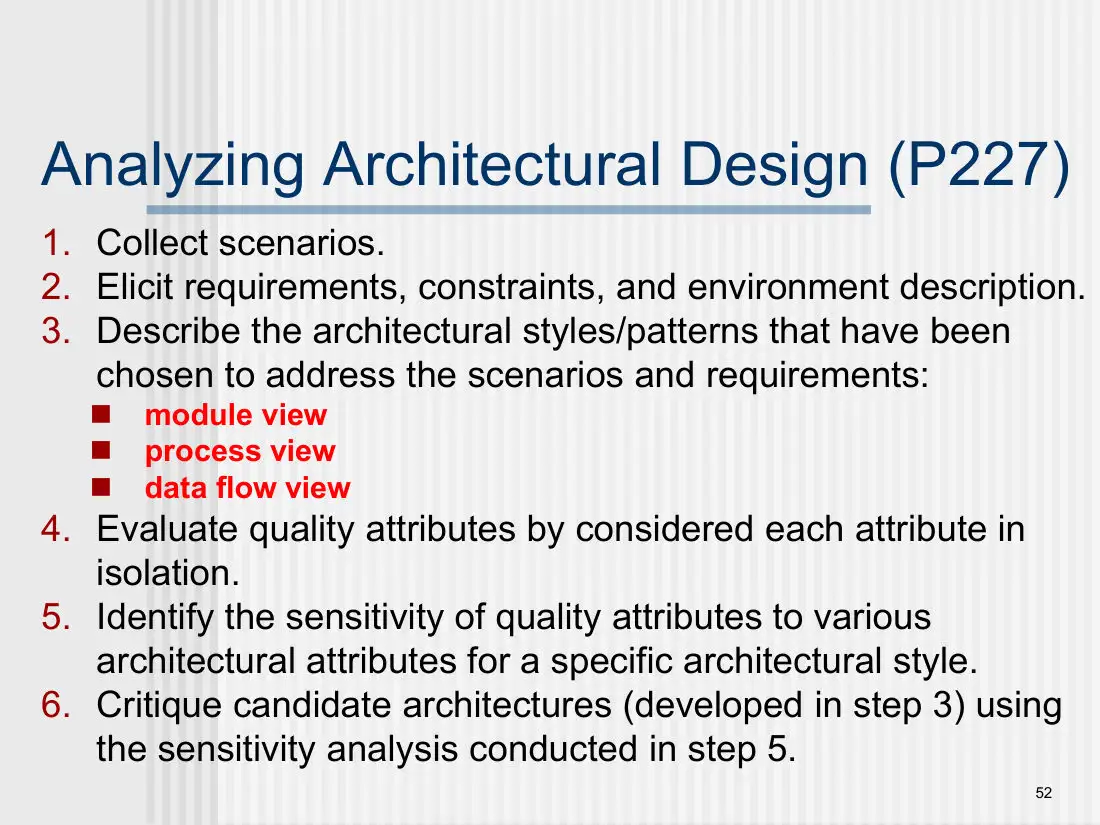 Analyzing Architectural Design (P227)
1. Collect scenarios.
2. Elicit requirements, constraints, and environment description.
3. Describe the architectural styles/patterns that have been
chosen to address the scenarios and requirements:
module view
process view
data flow view
4. Evaluate quality attributes by considered each attribute in
isolation.
5. Identify the sensitivity of quality attributes to various
architectural attributes for a specific architectural style.
6. Critique candidate architectures (developed in step 3) using
the sensitivity analysis conducted in step 5.
52